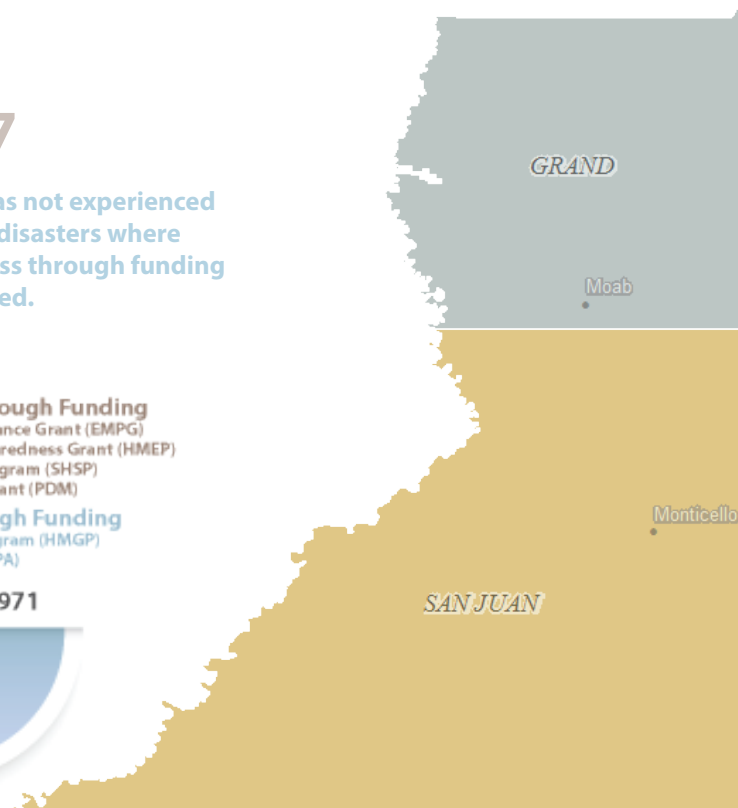 7
as not experienced
disasters where
ss through funding
ed.
ough Funding
ance Grant (EMPG)
redness Grant (HMEP)
gram (SHSP)
ant (PDM)
gh Funding
gram (HMGP)
PA)
971
GRAND
Moab
Monticello
SAN JUAN